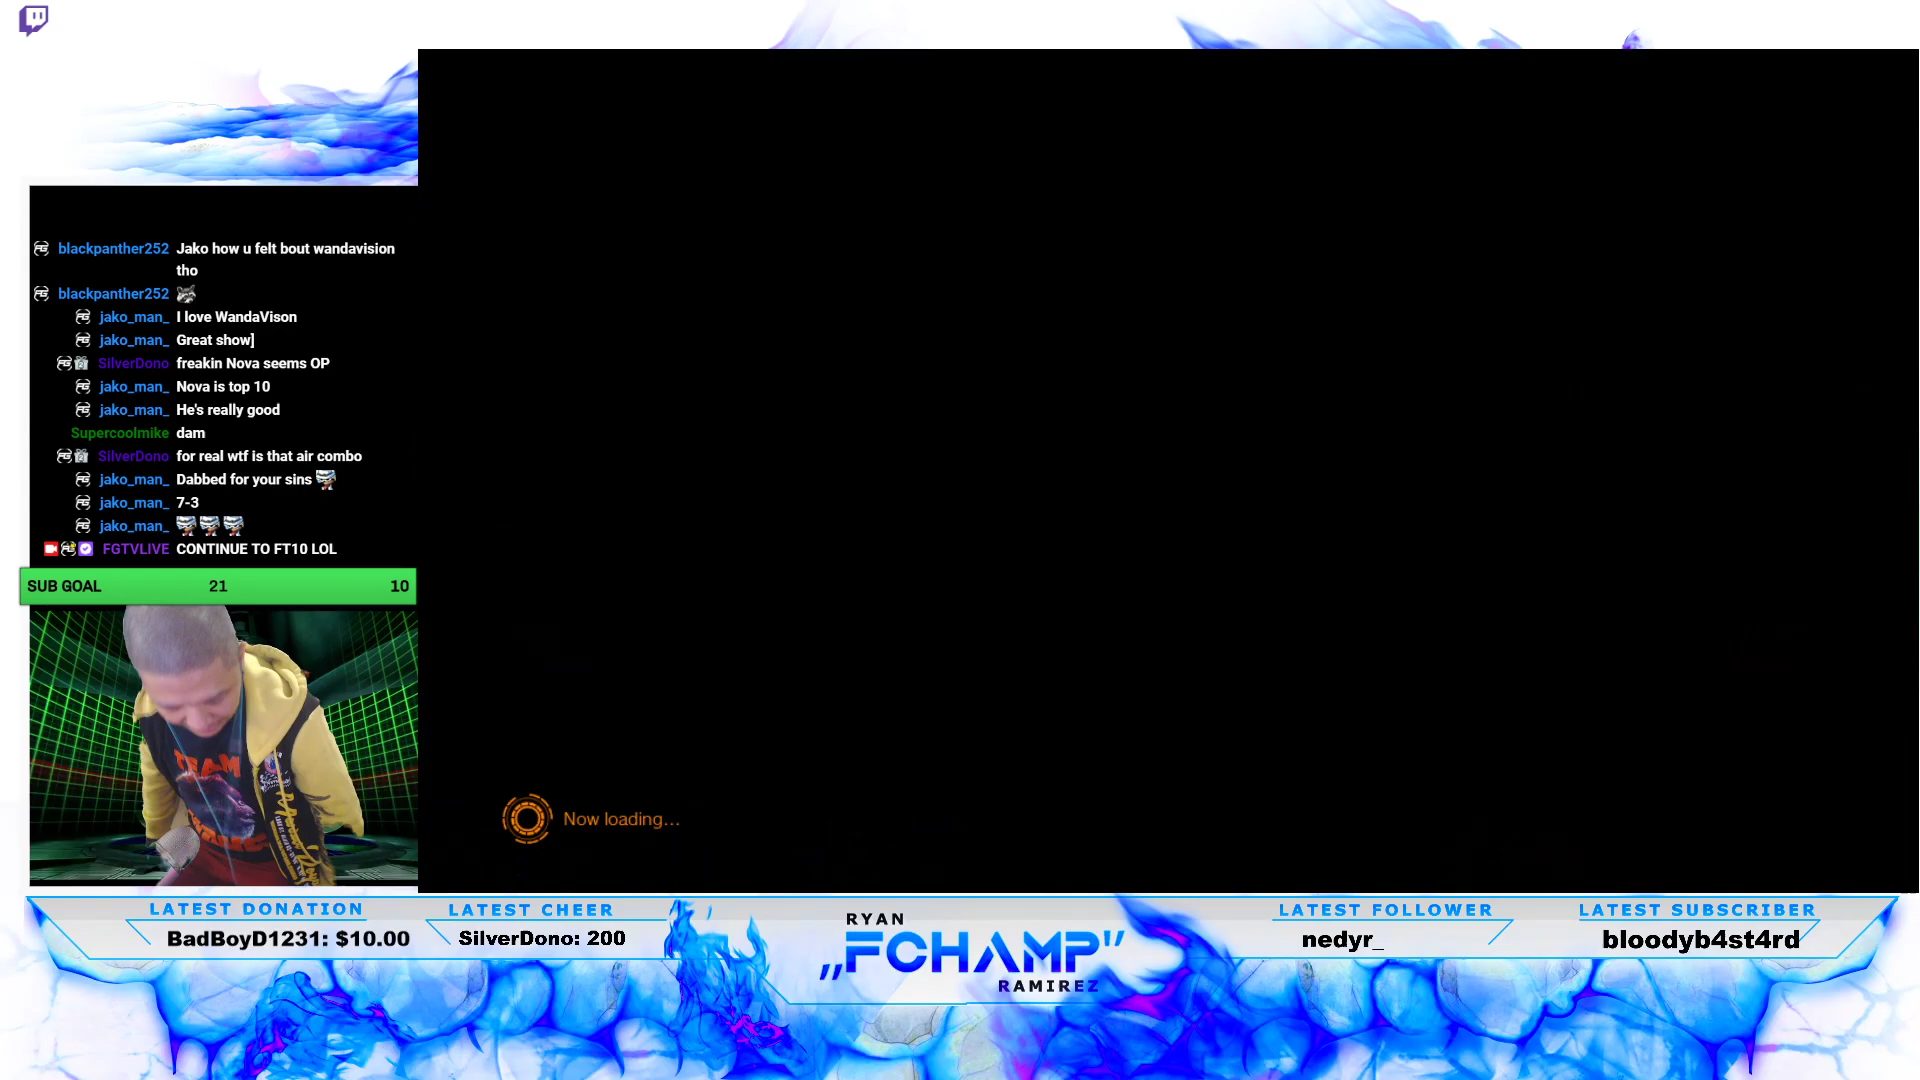 blackpanther252 Jako how u felt bout wandavision
tho
blackpanther252
jako_man_ I love WandaVison
jako_man_ Great show]
SilverDono freakin Nova seems OP
jako_man_ Nova is top 10
jako_man_ He's really good
Supercoolmike dam
SilverDono for real wtf is that air combo
jako_man_ Dabbed for your sins
jako_man_ 7-3
jako_man_
FGTVLIVE CONTINUE TO FT10 LOL
SUB GOAL 21 10
TEAM
Now loading...
LATEST DONATION
BadBoyD1231: $10.00
LATEST CHEER
SilverDono: 200
RYAN
„FCHAMP"
RAMIREZ
LATEST FOLLOWER
nedyr_
LATEST SUBSCRIBER
bloodyb4st4rd